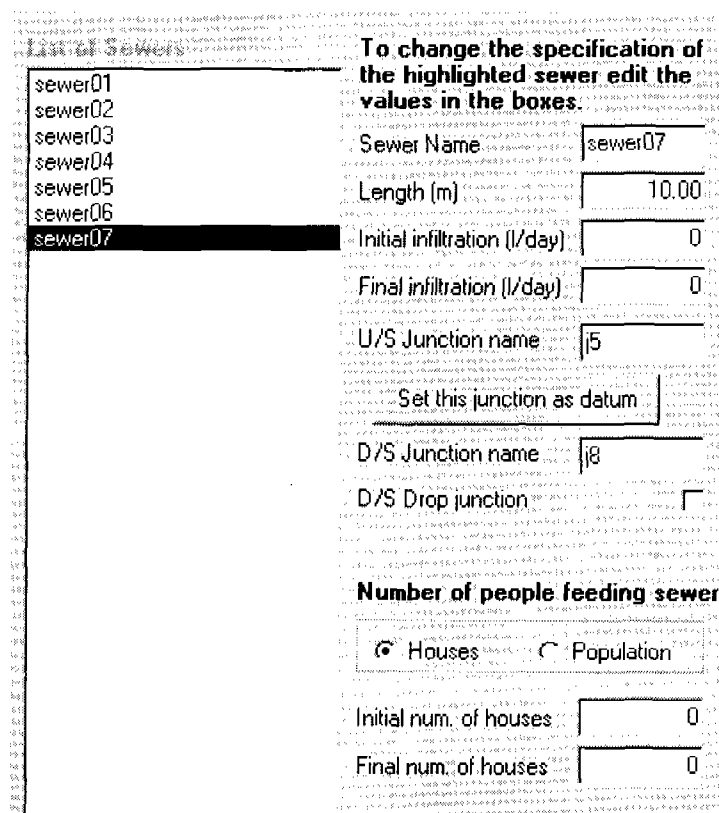 List of Sewers
sewer01
sewer02
sewer03
sewer04
sewer05
sewer06
sewer07
To change the specification of
the highlighted sewer edit the
values in the boxes.
Sewer Name sewer07
Length (m) 10.00
Initial infiltration (l/day) 0
Final infiltration (l/day) 0
U/S Junction name j5
Set this junction as datum
D/S Junction name j8
D/S Drop junction
Number of people feeding sewer
Houses Population
Initial num. of houses 0
Final num. of houses 0